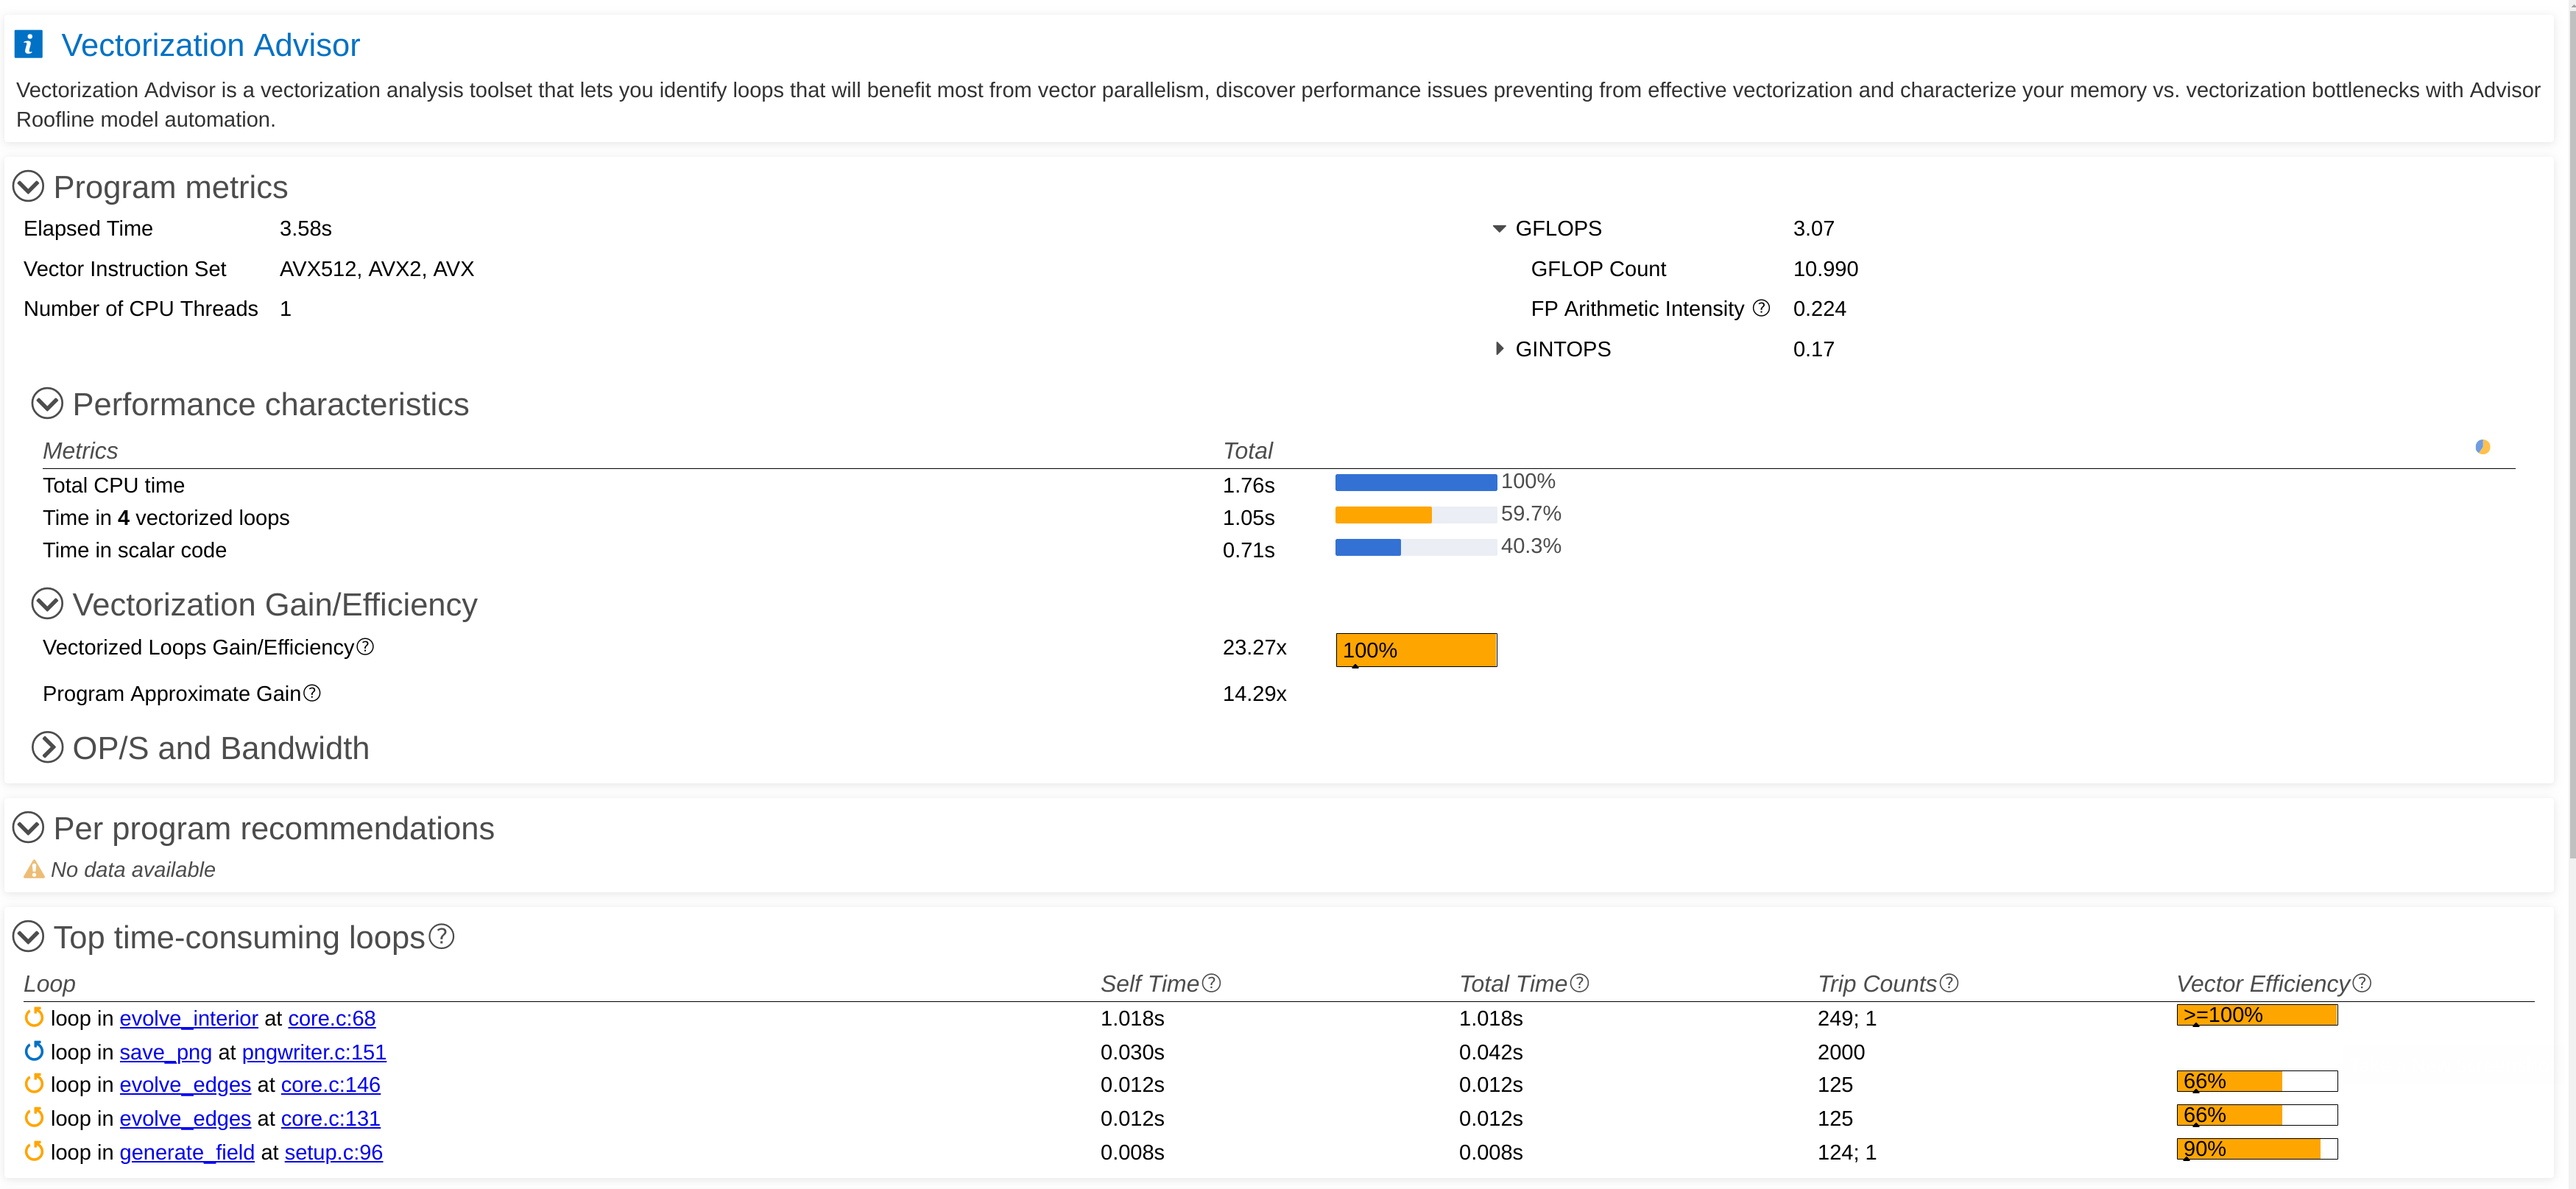 Vectorization Advisor
Vectorization Advisor is a vectorization analysis toolset that lets you identify loops that will benefit most from vector parallelism, discover performance issues preventing from effective vectorization and characterize your memory vs. vectorization bottlenecks with Advisor
Roofline model automation.
Program metrics
Elapsed Time 3.58s
Vector Instruction Set AVX512, AVX2, AVX
Number of CPU Threads 1
GFLOPS 3.07
GFLOP Count 10.990
FP Arithmetic Intensity 0.224
GINTOPS 0.17
Performance characteristics
Metrics Total
Total CPU time 1.76s 100%
Time in 4 vectorized loops 1.05s 59.7%
Time in scalar code 0.71s 40.3%
Vectorization Gain/Efficiency
Vectorized Loops Gain/Efficiency 23.27x 100%
Program Approximate Gain 14.29x
OP/S and Bandwidth
Per program recommendations
No data available
Top time-consuming loops
Loop Self Time Total Time Trip Counts Vector Efficiency
loop in evolve_interior at core.c:68 1.018s 1.018s 249; 1 >=100%
loop in save_png at pngwriter.c:151 0.030s 0.042s 2000
loop in evolve_edges at core.c:146 0.012s 0.012s 125 66%
loop in evolve_edges at core.c:131 0.012s 0.012s 125 66%
loop in generate_field at setup.c:96 0.008s 0.008s 124; 1 90%